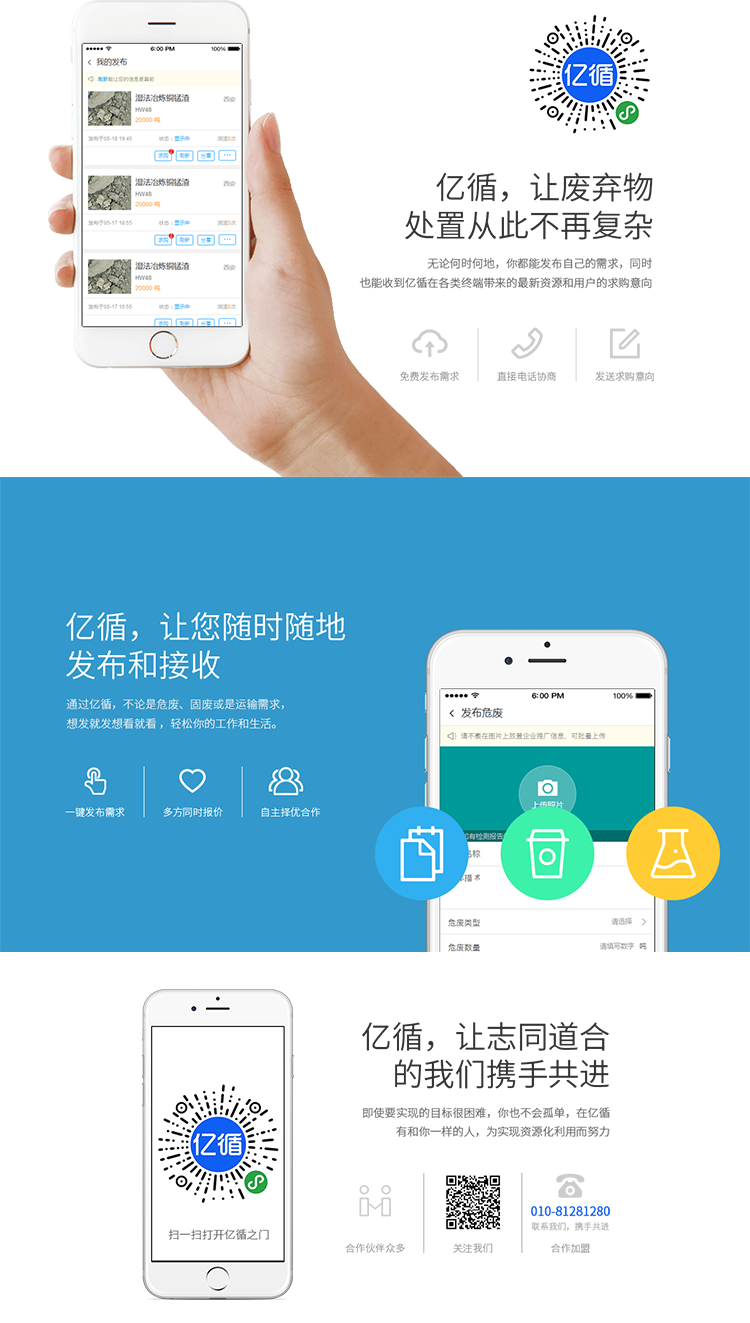 6:00 PM
100%
我的发布
刷新能让您的信息更靠前
湿法冶炼铜锰渣
西安
HW48
20000 吨
发布于05-18 19:45
状态：显示中
浏览5次
求购
2
刷新
分享
湿法冶炼铜锰渣
西安
HW48
20000 吨
发布于05-17 16:55
状态：显示中
浏览5次
求购
2
刷新
分享
湿法冶炼铜锰渣
西安
HW48
20000 吨
发布于05-17 15:55
状态：显示中
浏览5次
求购
刷新
分享
亿循
亿循，让废弃物
处置从此不再复杂
无论何时何地，你都能发布自己的需求，同时
也能收到亿循在各类终端带来的最新资源和用户的求购意向
免费发布需求
直接电话协商
发送求购意向
亿循，让您随时随地
发布和接收
通过亿循，不论是危废、固废或是运输需求，
想发就发想看就看，轻松你的工作和生活。
一键发布需求
多方同时报价
自主择优合作
6:00 PM
100%
发布危废
请不要在图片上放置企业推广信息，可批量上传
上传照片
如有检测报告
名称
描术
危废类型
请选择
危废数量
请填写数字
吨
亿循
扫一扫打开亿循之门
亿循，让志同道合
的我们携手共进
即使要实现的目标很困难，你也不会孤单，在亿循
有和你一样的人，为实现资源化利用而努力
合作伙伴众多
关注我们
010-81281280
联系我们，携手共进
合作加盟